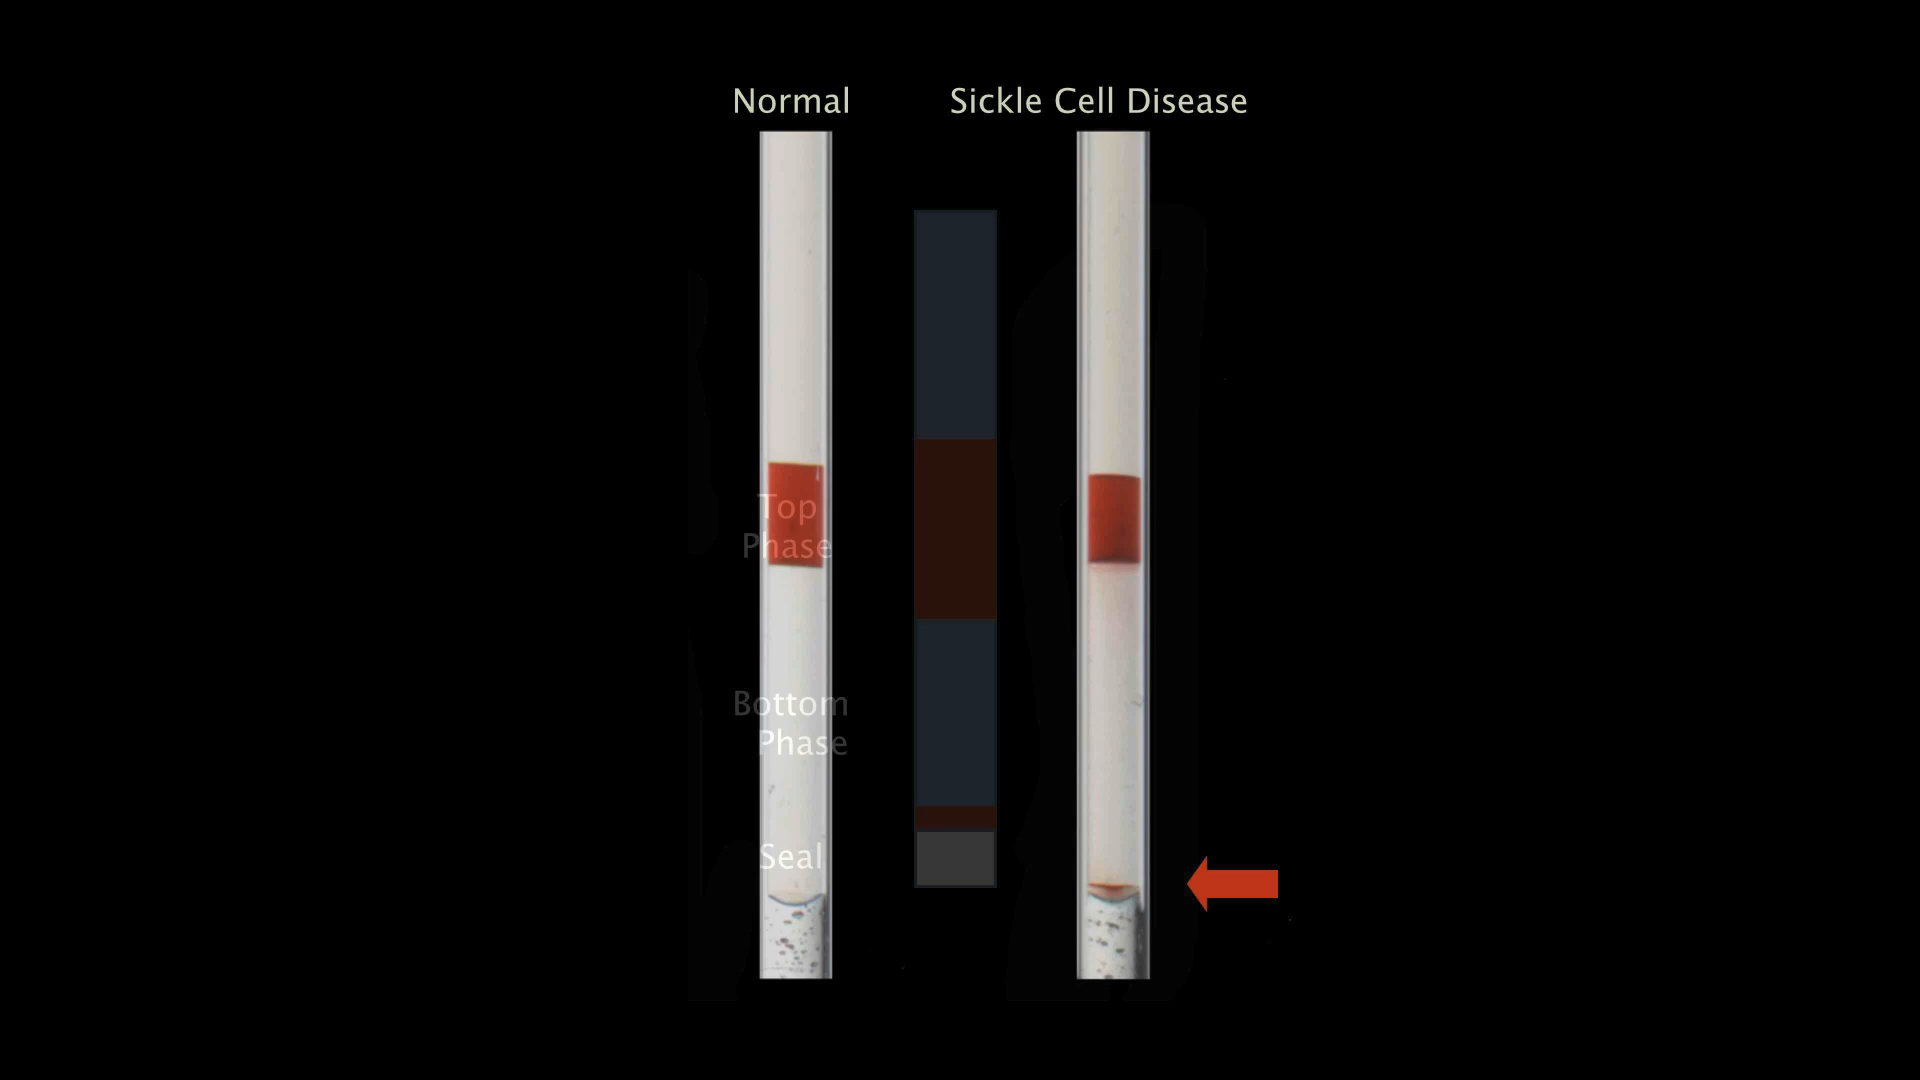 Normal
Sickle Cell Disease
Top
Phase
Bottom
Phase
Seal